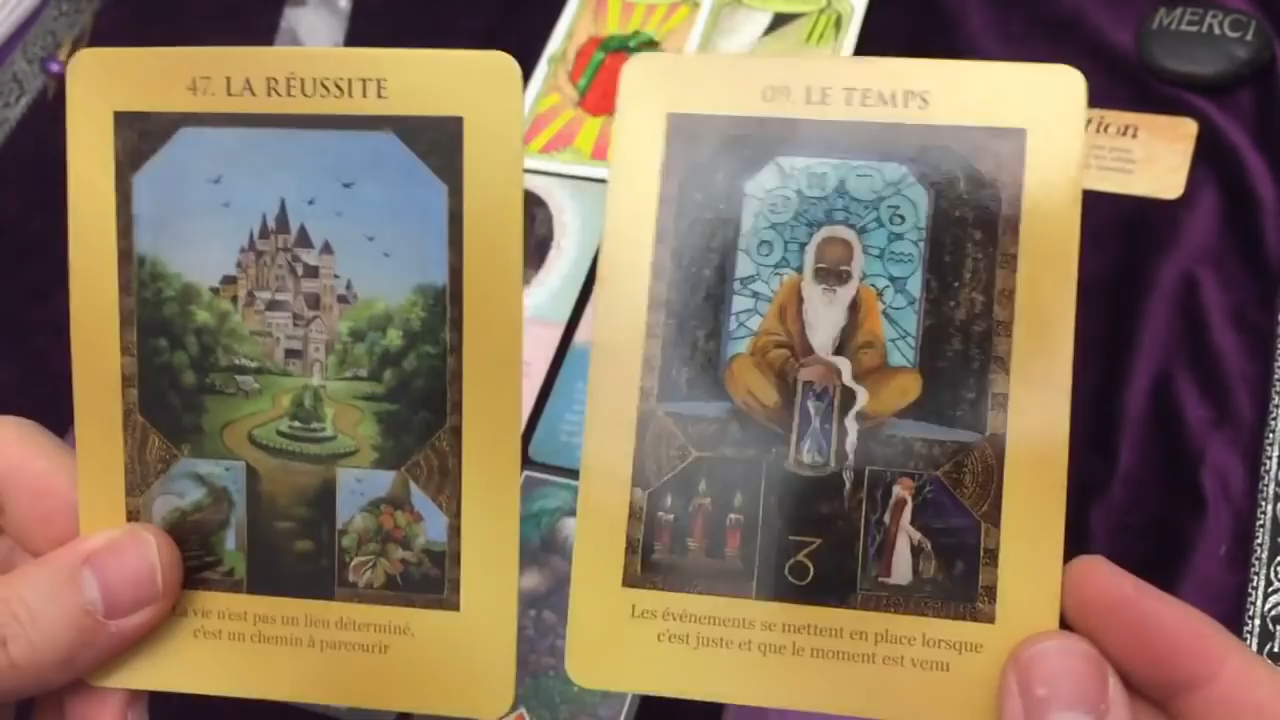 47. LA RÉUSSITE
La vie n'est pas un lieu déterminé,
c'est un chemin à parcourir
09. LE TEMPS
Les événements se mettent en place lorsque
c'est juste et que le moment est venu
MERCI
tion